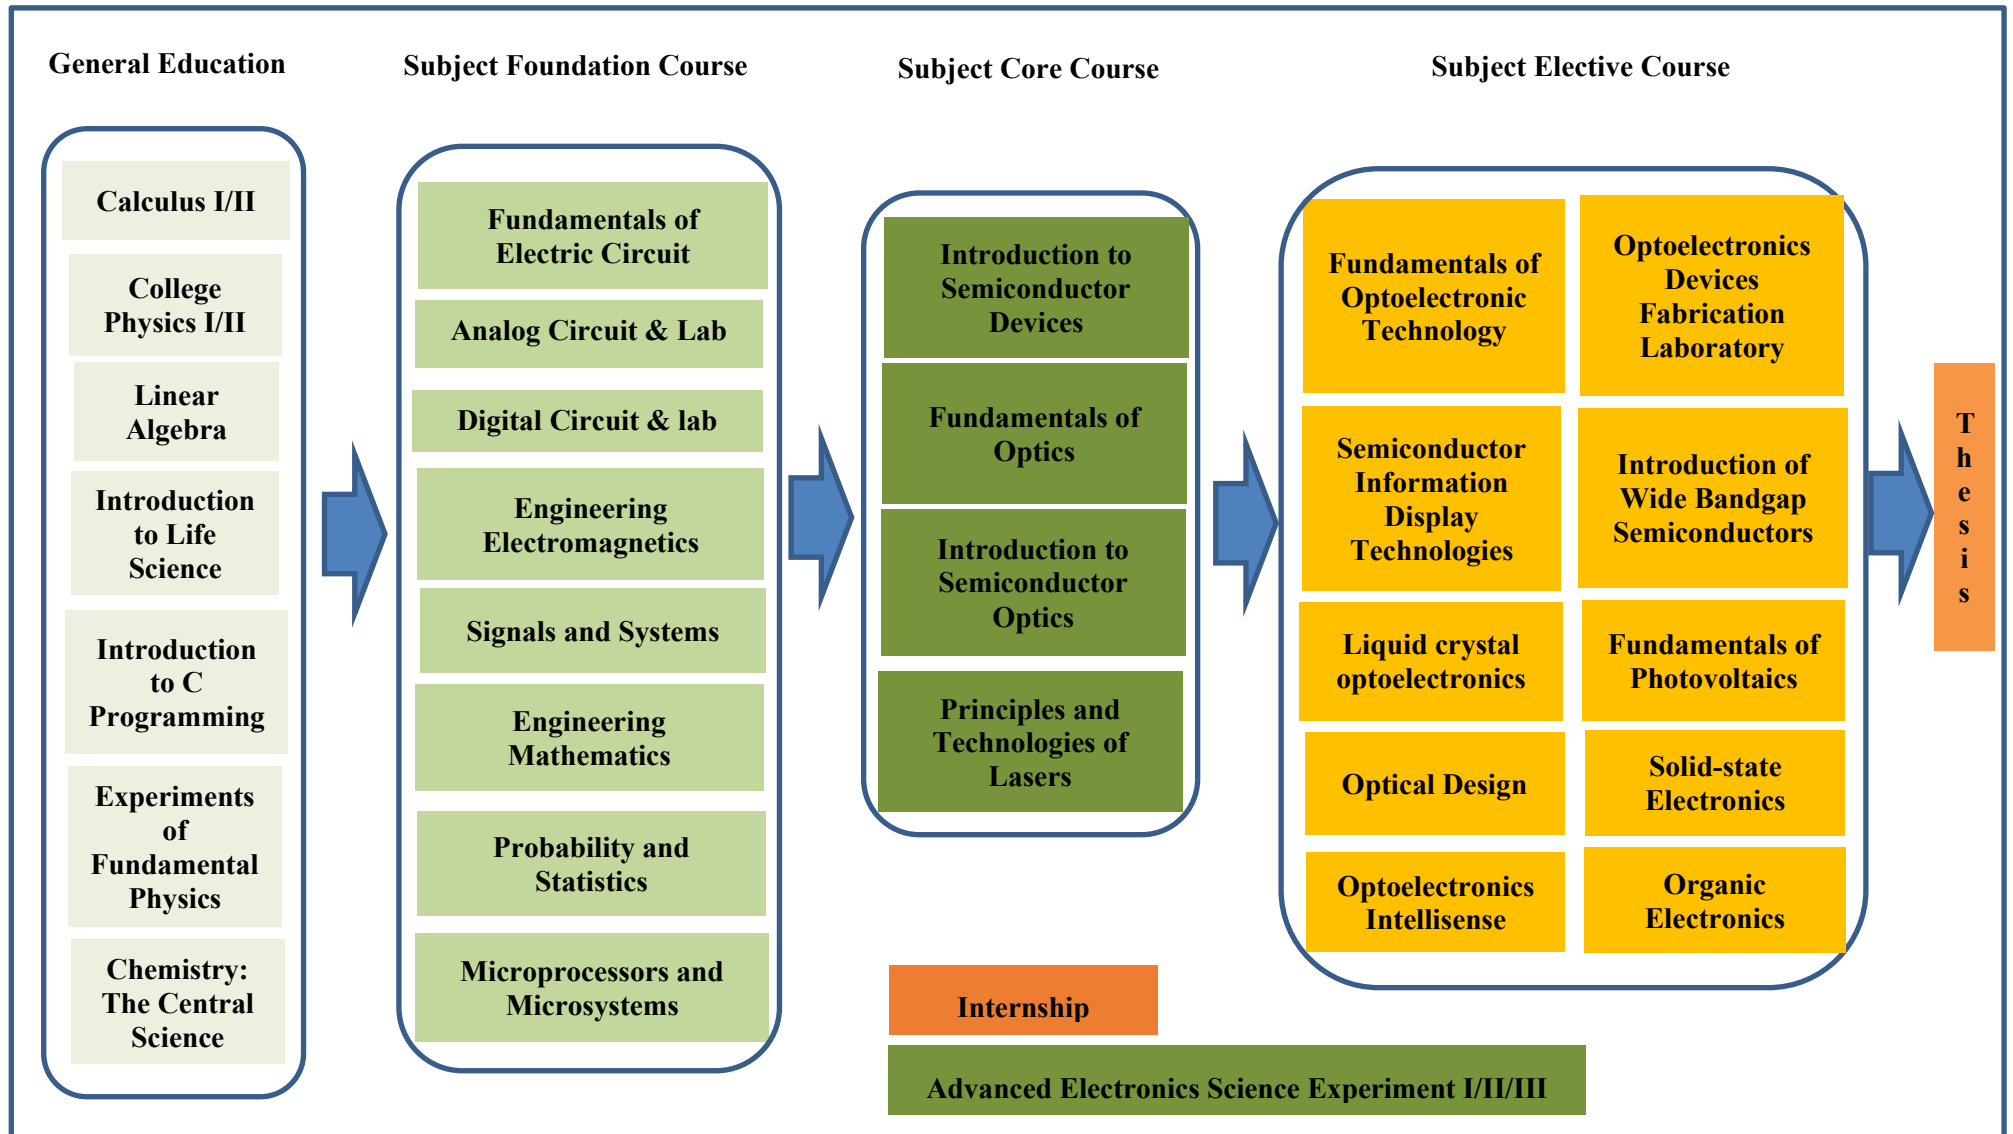 General Education
Subject Foundation Course
Subject Core Course
Subject Elective Course
Calculus I/II
College
Physics I/II
Linear
Algebra
Introduction
to Life
Science
Introduction
to C
Programming
Experiments
of
Fundamental
Physics
Chemistry:
The Central
Science
Fundamentals of
Electric Circuit
Analog Circuit & Lab
Digital Circuit & lab
Engineering
Electromagnetics
Signals and Systems
Engineering
Mathematics
Probability and
Statistics
Microprocessors and
Microsystems
Introduction to
Semiconductor
Devices
Fundamentals of
Optics
Introduction to
Semiconductor
Optics
Principles and
Technologies of
Lasers
Internship
Advanced Electronics Science Experiment I/II/III
Fundamentals of
Optoelectronic
Technology
Semiconductor
Information
Display
Technologies
Liquid crystal
optoelectronics
Optical Design
Optoelectronics
Intellisense
Optoelectronics
Devices
Fabrication
Laboratory
Introduction of
Wide Bandgap
Semiconductors
Fundamentals of
Photovoltaics
Solid-state
Electronics
Organic
Electronics
T
h
e
s
i
s